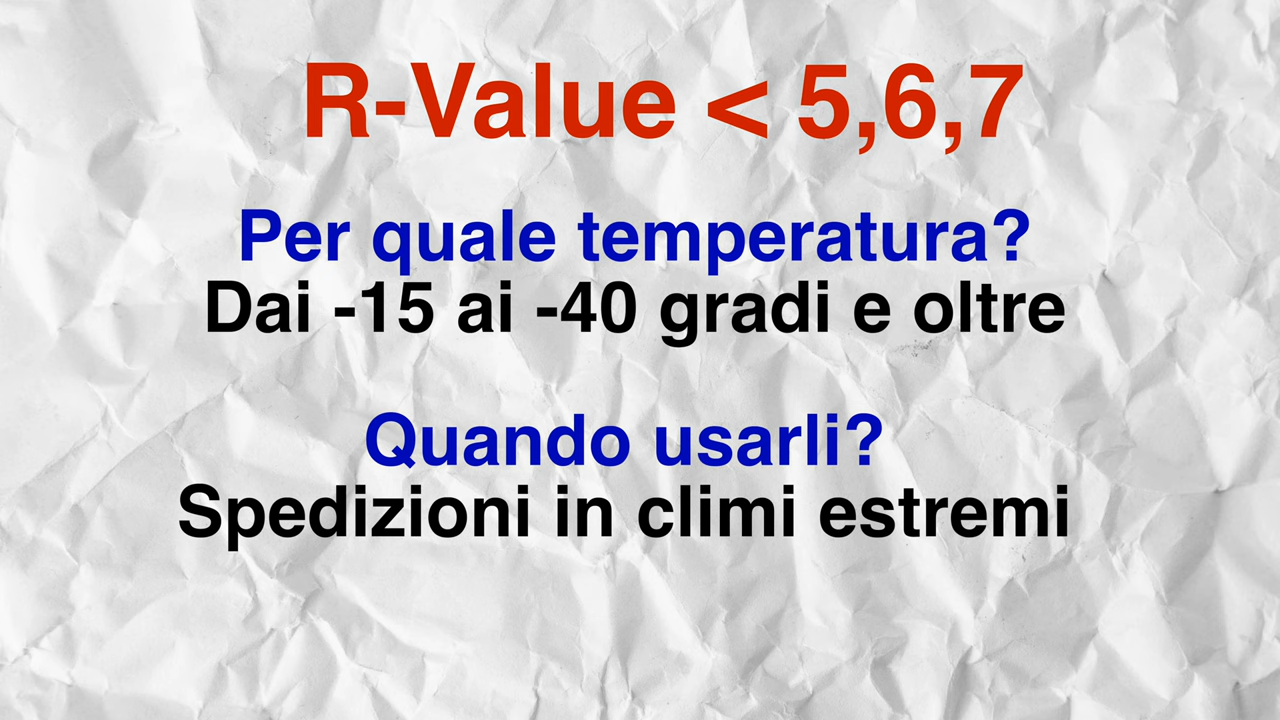 R-Value < 5,6,7
Per quale temperatura?
Dai -15 ai -40 gradi e oltre
Quando usarli?
Spedizioni in climi estremi